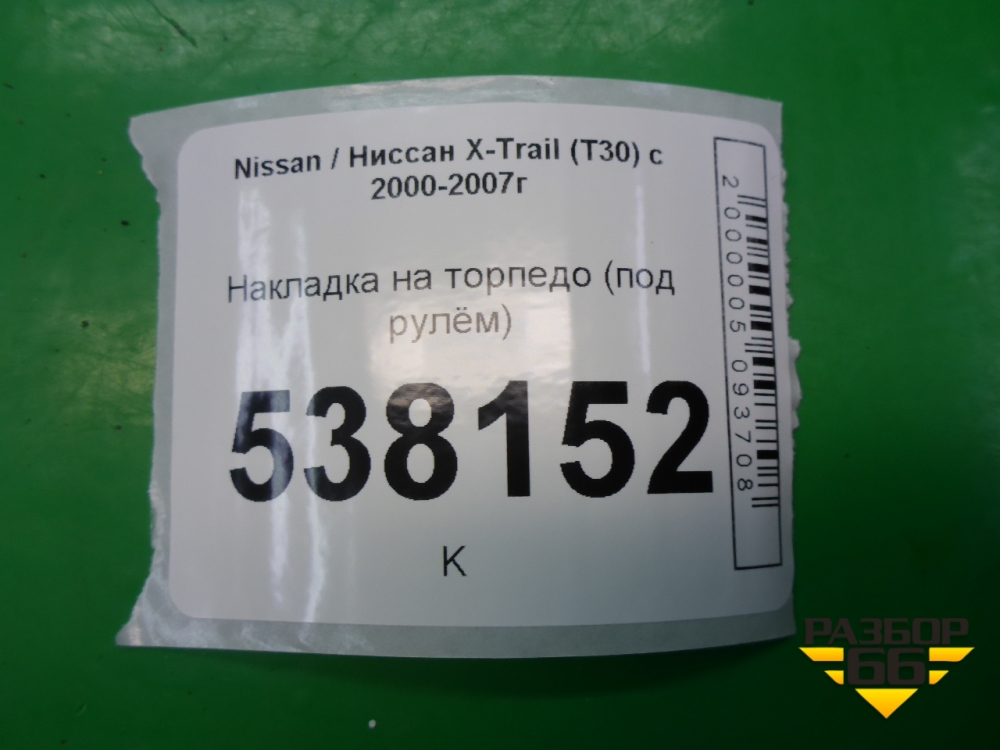 Nissan / Ниссан X-Trail (T30) с
2000-2007г
Накладка на торпедо (под
рулём)
538152
К
2000005093708
РАЗБОР
66